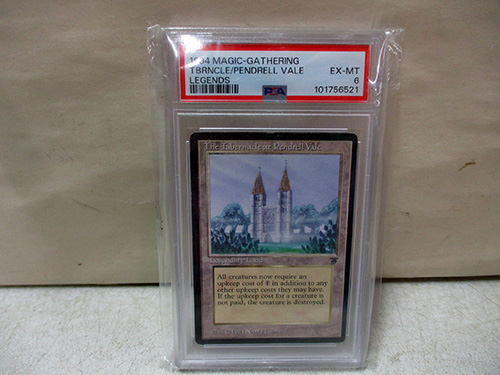 1994 MAGIC-GATHERING
TBRNCLE/PENDRELL VALE EX-MT
LEGENDS 6
PSA 101756521
The Tabernacle at Pendrell Vale
Legendary Land
All creatures now require an
upkeep cost of 1 in addition to any
other upkeep costs they may have.
If the upkeep cost for a creature is
not paid, the creature is destroyed.